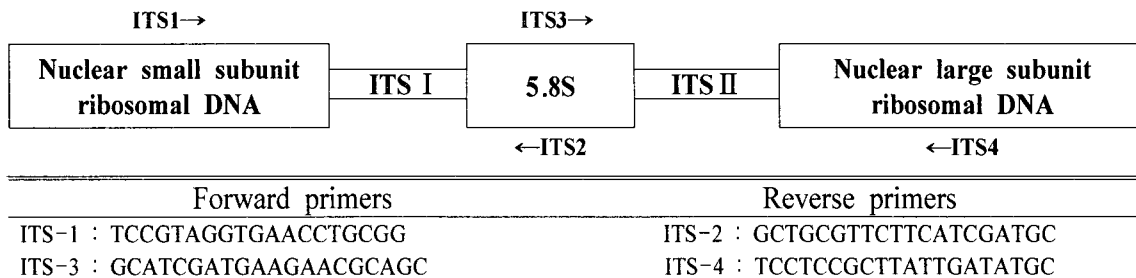 ITS1→ ITS3→
Nuclear small subunit ribosomal DNA
ITS Ⅰ
5.8S
ITS Ⅱ
Nuclear large subunit ribosomal DNA
←ITS2 ←ITS4
Forward primers Reverse primers
ITS-1 : TCCGTAGGTGAACCTGCGG ITS-2 : GCTGCGTTCTTCATCGATGC
ITS-3 : GCATCGATGAAGAACGCAGC ITS-4 : TCCTCCGCTTATTGATATGC